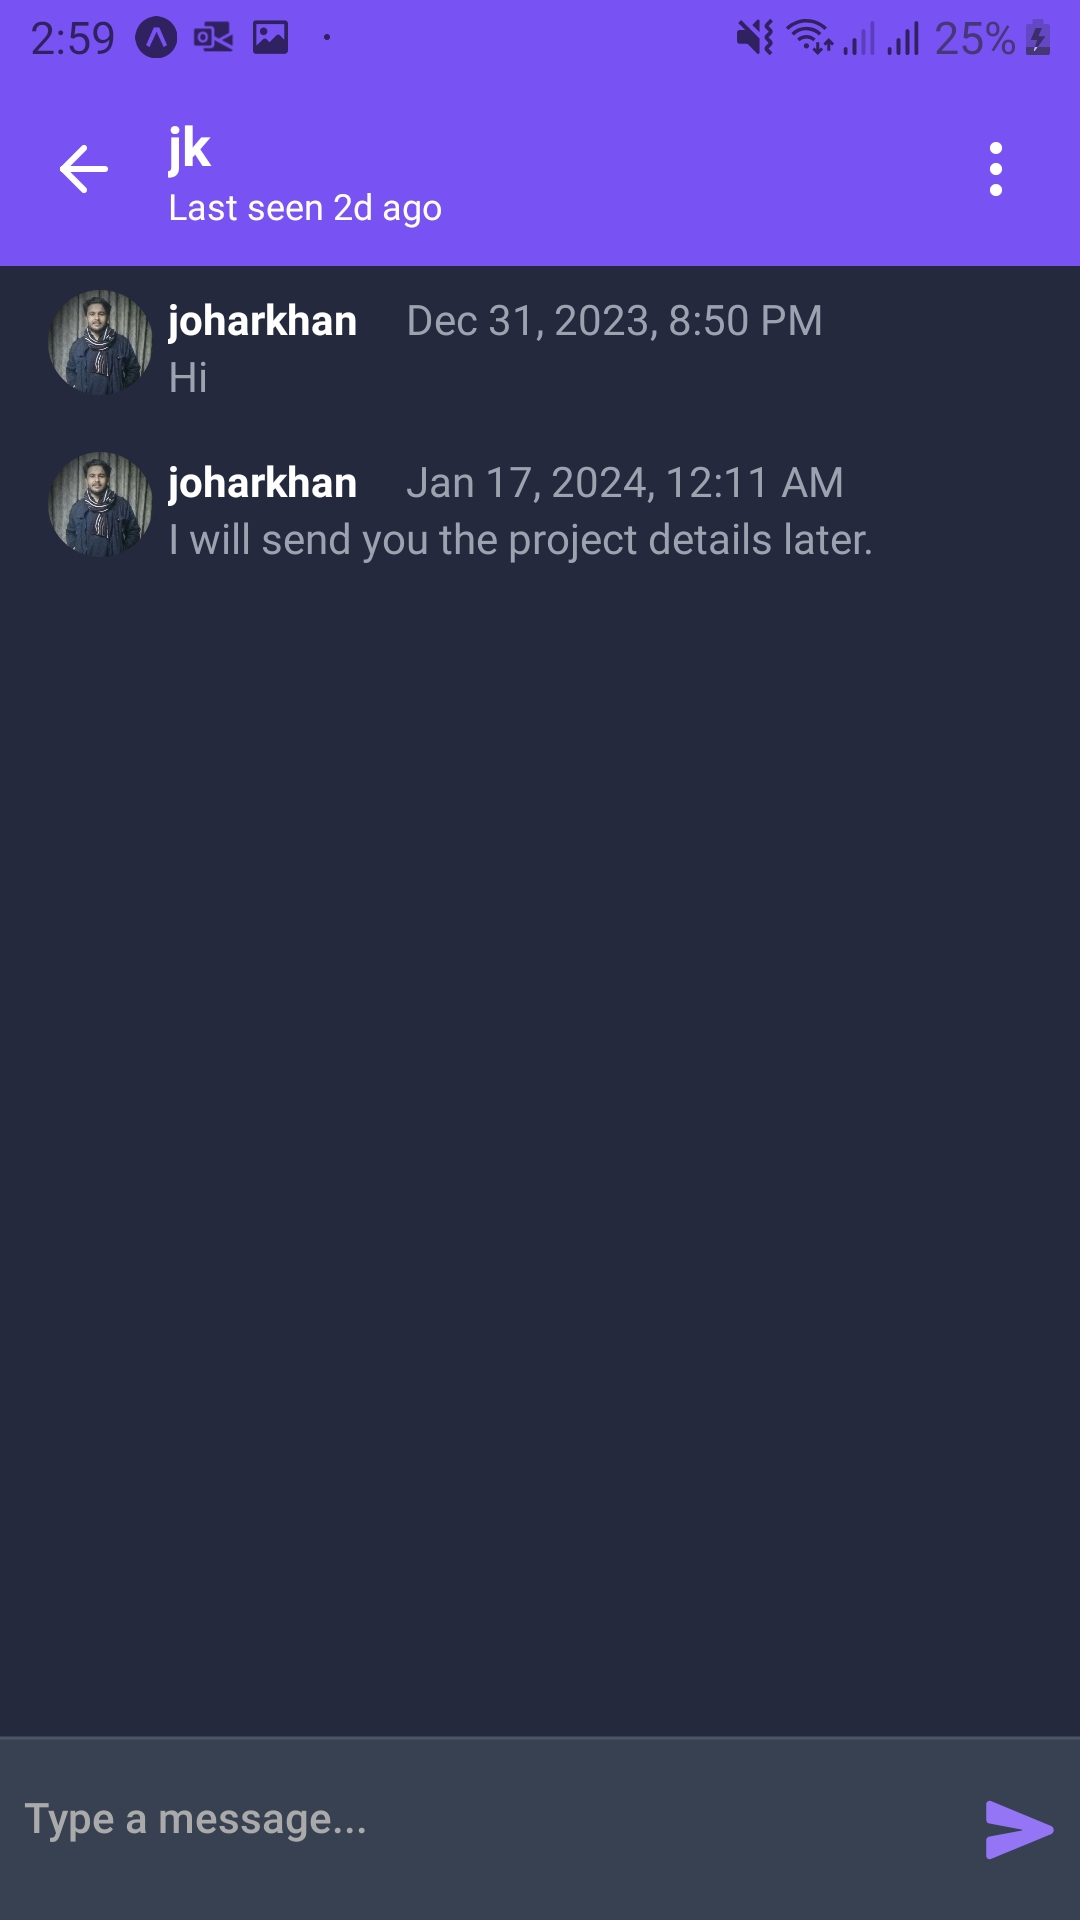 2:59 25%
jk
Last seen 2d ago
joharkhan Dec 31, 2023, 8:50 PM
Hi
joharkhan Jan 17, 2024, 12:11 AM
I will send you the project details later.
Type a message...